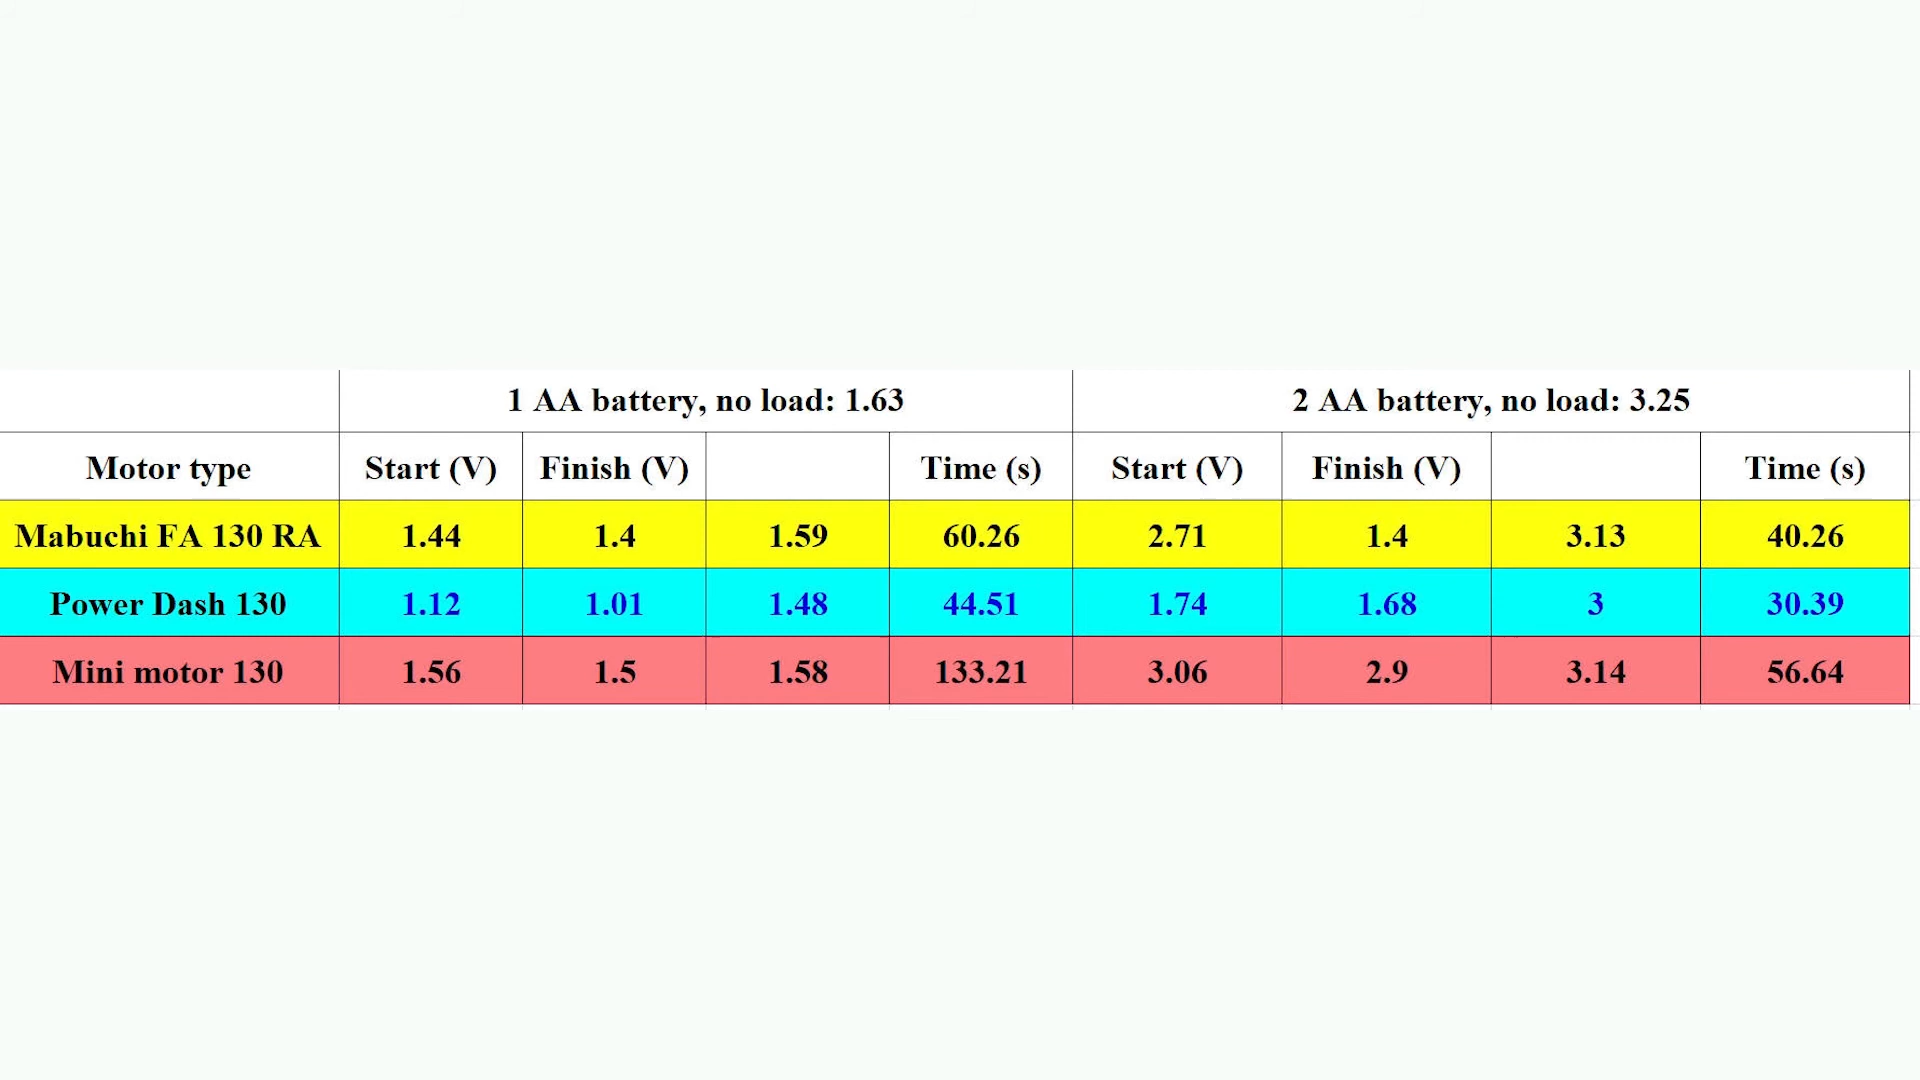 1 AA battery, no load: 1.63 2 AA battery, no load: 3.25
Motor type Start (V) Finish (V) Time (s) Start (V) Finish (V) Time (s)
Mabuchi FA 130 RA 1.44 1.4 1.59 60.26 2.71 1.4 3.13 40.26
Power Dash 130 1.12 1.01 1.48 44.51 1.74 1.68 3 30.39
Mini motor 130 1.56 1.5 1.58 133.21 3.06 2.9 3.14 56.64